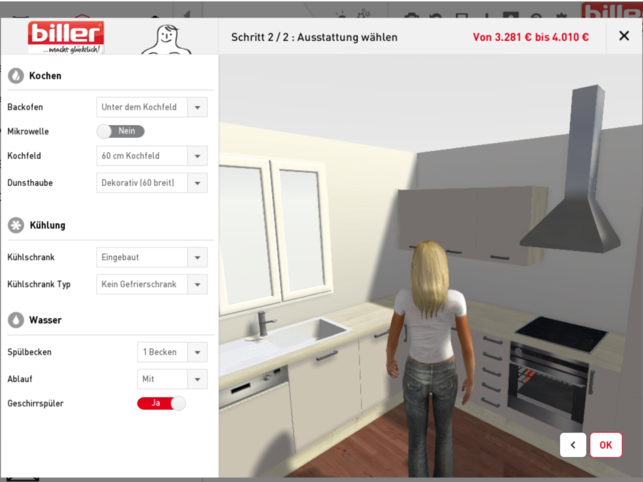 biller
...macht glücklich!
Schritt 2 / 2 : Ausstattung wählen
Von 3.281 € bis 4.010 €
Kochen
Backofen
Unter dem Kochfeld
Mikrowelle
Nein
Kochfeld
60 cm Kochfeld
Dunsthaube
Dekorativ (60 breit)
Kühlung
Kühlschrank
Eingebaut
Kühlschrank Typ
Kein Gefrierschrank
Wasser
Spülbecken
1 Becken
Ablauf
Mit
Geschirrspüler
Ja
OK